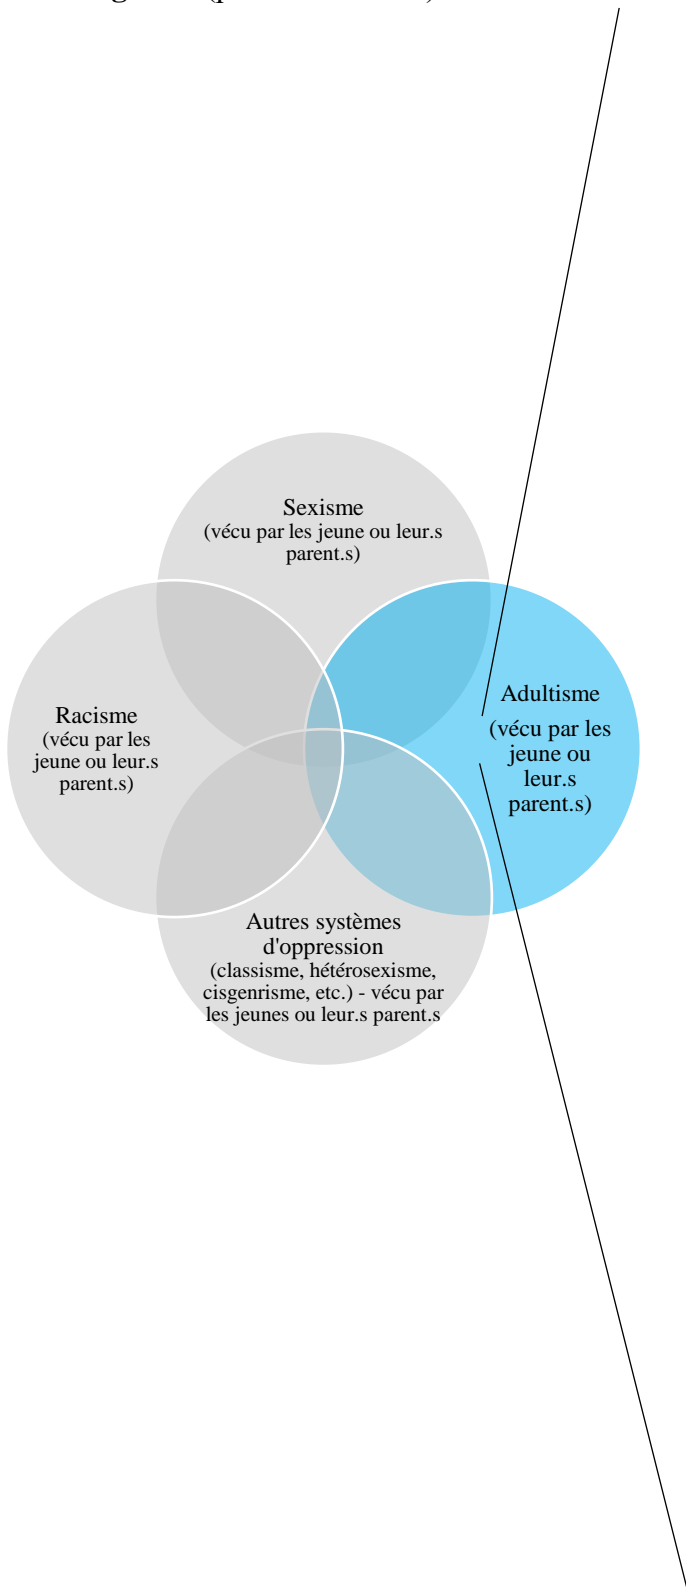 Sexisme
(vécu par les jeune ou leur.s
parent.s)
Racisme
(vécu par les
jeune ou leur.s
parent.s)
Adultisme
(vécu par les
jeune ou
leur.s
parent.s)
Autres systèmes
d'oppression
(classisme, hétérosexisme,
cisgenrisme, etc.) - vécu par
les jeunes ou leur.s parent.s